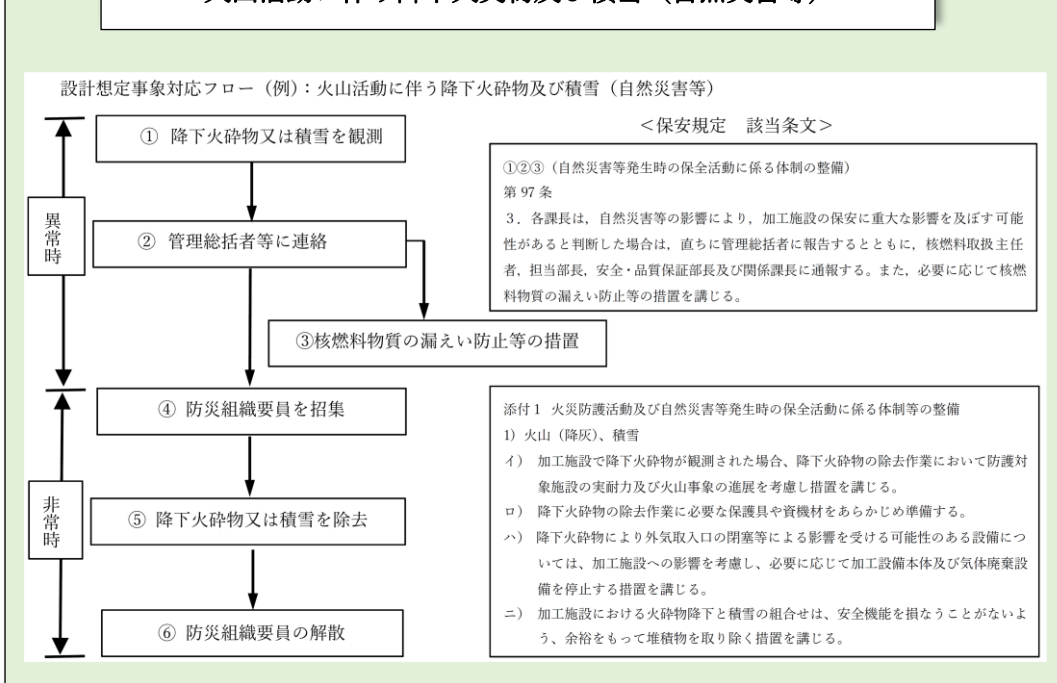 火山活動に伴う降下火砕物及び積雪（自然災害等）
設計想定事象対応フロー（例）：火山活動に伴う降下火砕物及び積雪（自然災害等）
＜保安規定　該当条文＞
① 降下火砕物又は積雪を観測
② 管理総括者等に連絡
③核燃料物質の漏えい防止等の措置
異常時
①②③（自然災害等発生時の保全活動に係る体制の整備）
第 97 条
３．各課長は，自然災害等の影響により，加工施設の保安に重大な影響を及ぼす可能
性があると判断した場合は，直ちに管理総括者に報告するとともに，核燃料取扱主任
者，担当部長，安全・品質保証部長及び関係課長に通報する。また，必要に応じて核燃
料物質の漏えい防止等の措置を講じる。
④ 防災組織要員を招集
⑤ 降下火砕物又は積雪を除去
⑥ 防災組織要員の解散
非常時
添付１ 火災防護活動及び自然災害等発生時の保全活動に係る体制等の整備
1）火山（降灰）、積雪
イ） 加工施設で降下火砕物が観測された場合、降下火砕物の除去作業において防護対
象施設の実耐力及び火山事象の進展を考慮し措置を講じる。
ロ） 降下火砕物の除去作業に必要な保護具や資機材をあらかじめ準備する。
ハ） 降下火砕物により外気取入口の閉塞等による影響を受ける可能性のある設備につ
いては、加工施設への影響を考慮し、必要に応じて加工設備本体及び気体廃棄設
備を停止する措置を講じる。
ニ） 加工施設における火砕物降下と積雪の組合せは、安全機能を損なうことがないよ
う、余裕をもって堆積物を取り除く措置を講じる。